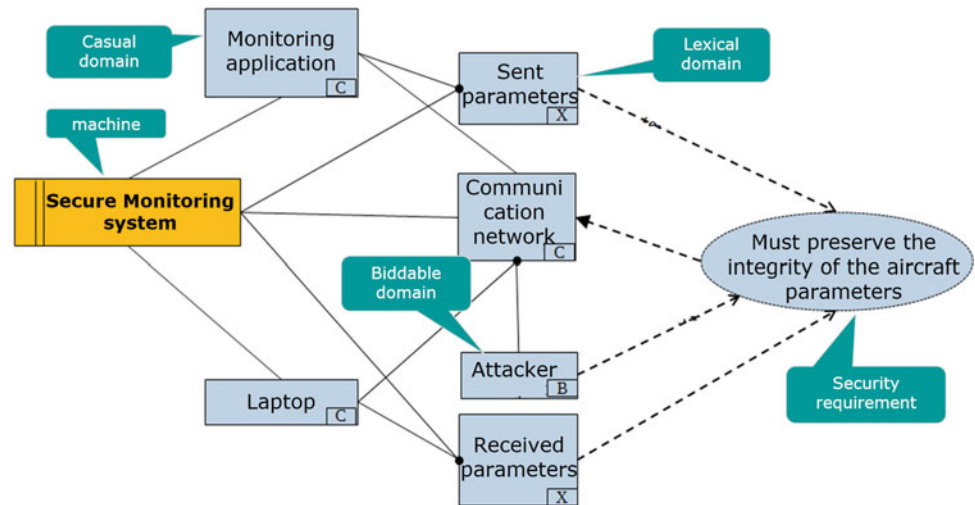 Casual
domain
Monitoring
application
C
Sent
parameters
X
Lexical
domain
machine
Secure Monitoring
system
Communi
cation
network
C
Must preserve the
integrity of the aircraft
parameters
Biddable
domain
Attacker
B
Laptop
C
Security
requirement
Received
parameters
X